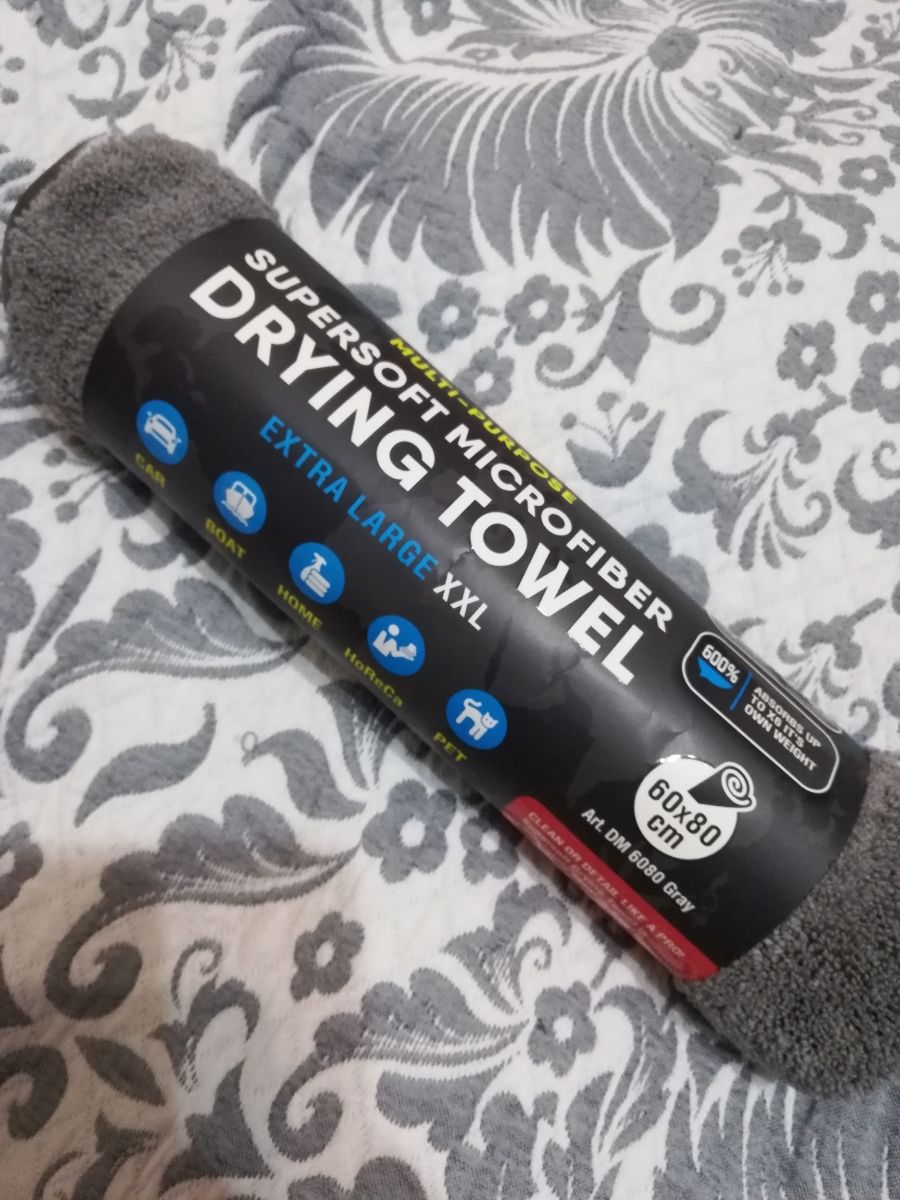 MULTI-PURPOSE
SUPERSOFT MICROFIBER
DRYING TOWEL
EXTRA LARGE XXL
CAR
BOAT
HOME
HoReCa
PET
600%
ABSORBS UP
TO X6 IT'S
OWN WEIGHT
60x80
cm
Art. DM 6080 Gray
CLEAN OR DETAIL LIKE A PRO!